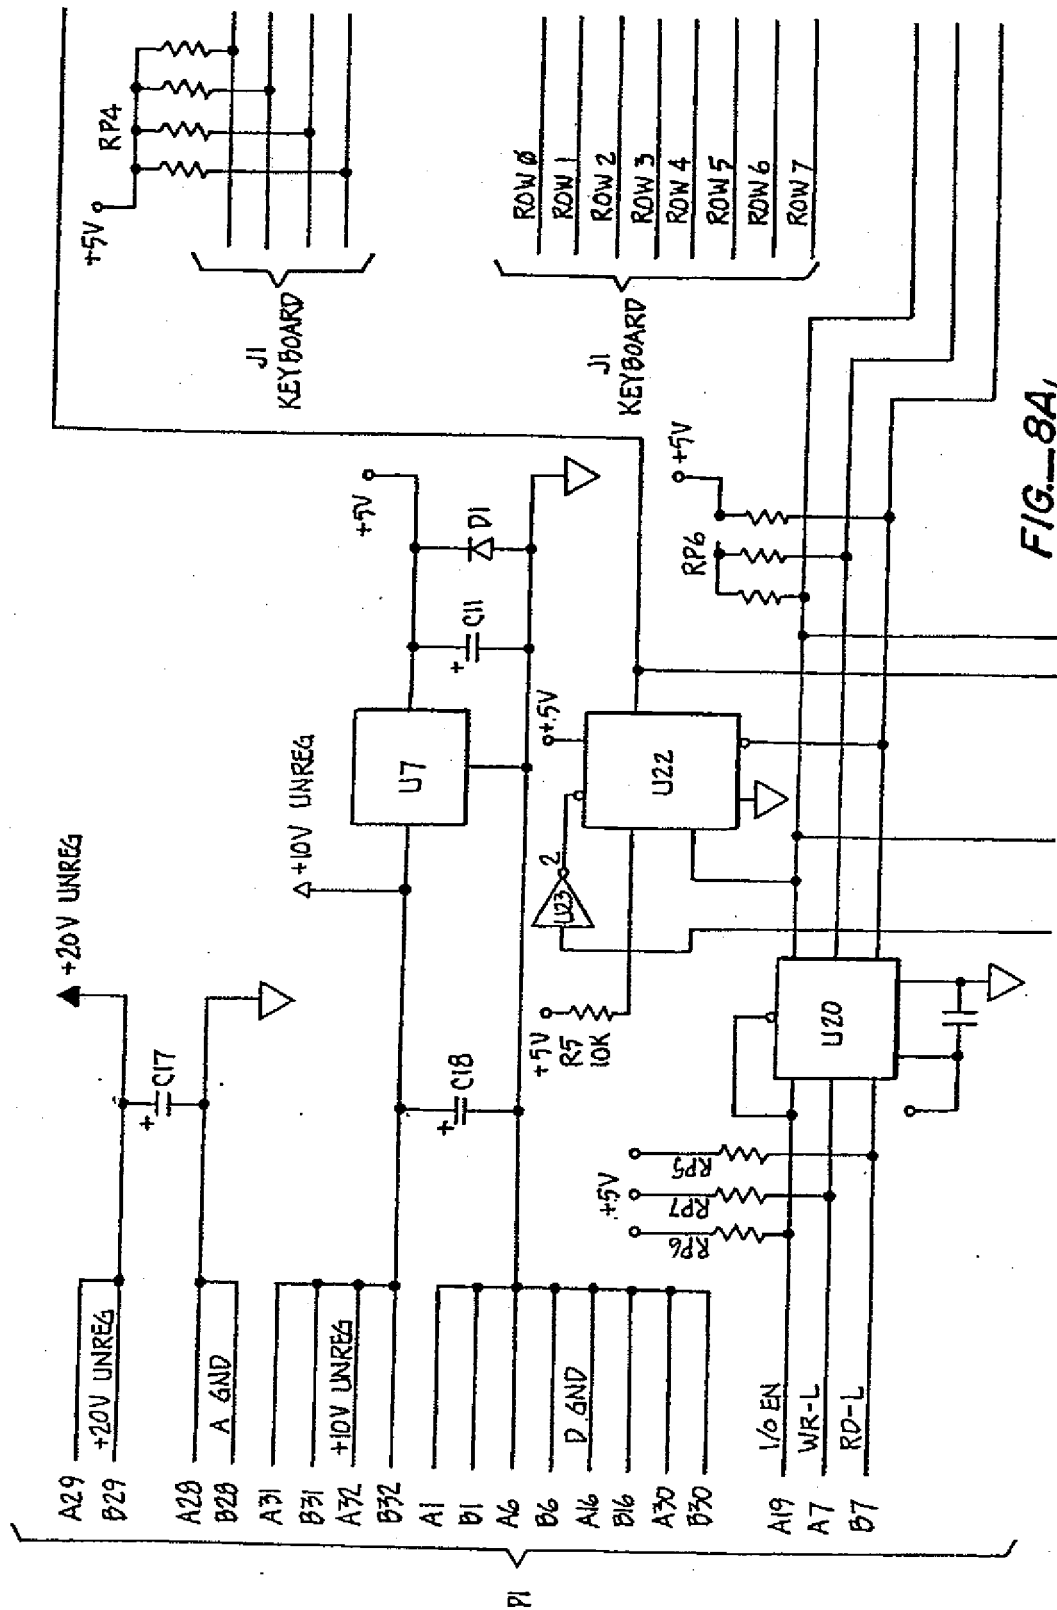 P1
A29
+20V UNREG
B29
A28
A GND
B28
A31
B31
A32
+10V UNREG
B32
A1
B1
A6
B6
A16
D.GND
B16
A30
B30
A19
I/O EN
A7
WR-L
B7
RD-L
+20V UNREG
+
C17
+10V UNREG
+
C18
U7
+
C11
D1
+5V
+5V
R5
10K
U23
2
+5V
U22
+5V
RP6
RP7
RP5
U20
RP6
+5V
+5V
RP4
J1
KEYBOARD
J1
KEYBOARD
ROW Ø
ROW 1
ROW 2
ROW 3
ROW 4
ROW 5
ROW 6
ROW 7
FIG._8A,